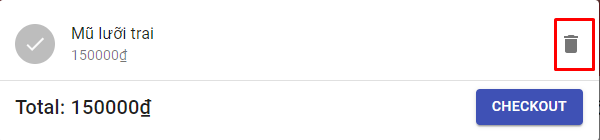 Mũ lưỡi trai
150000₫
Total: 150000₫
CHECKOUT